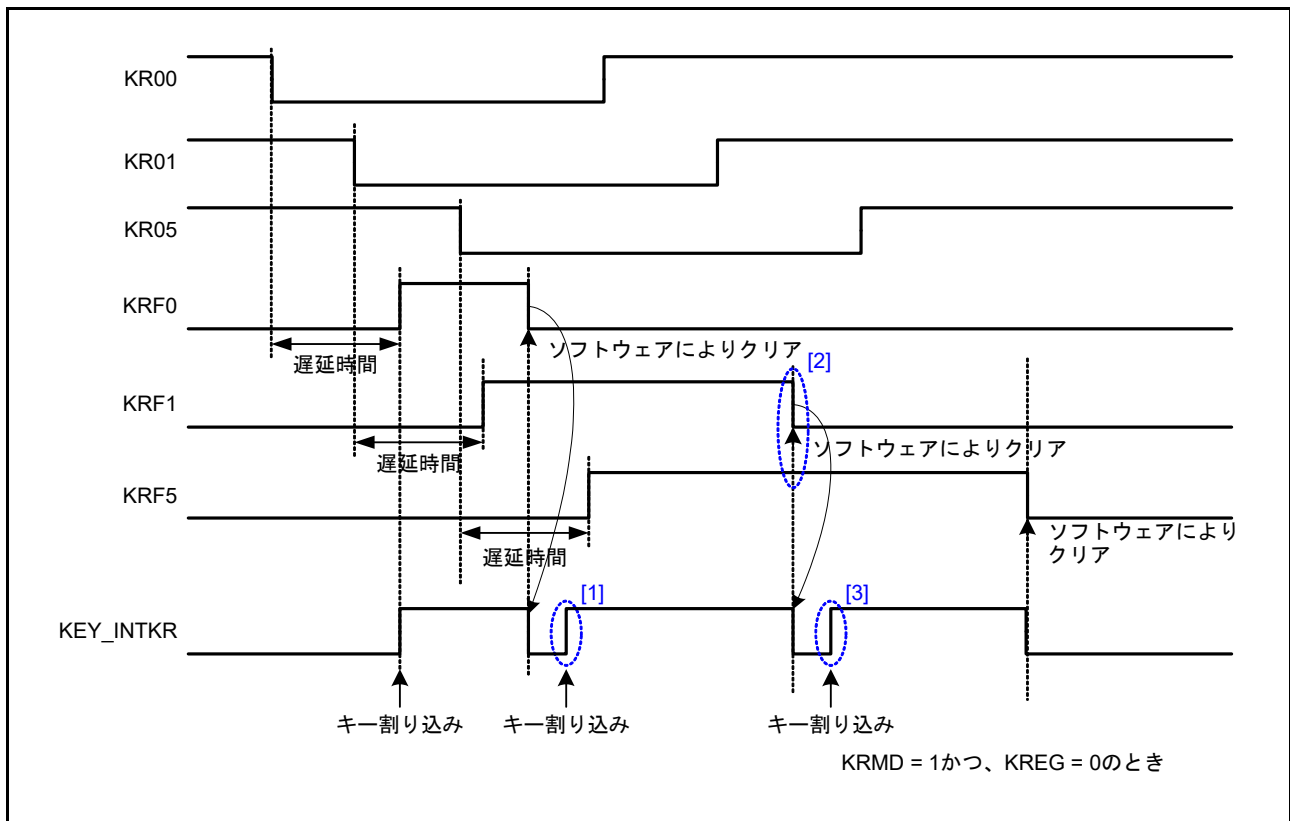 KR00
KR01
KR05
KRF0
ソフトウェアによりクリア
遅延時間
[2]
KRF1
ソフトウェアによりクリア
遅延時間
KRF5
ソフトウェアにより
クリア
遅延時間
[1]
[3]
KEY_INTKR
キー割り込み
キー割り込み
キー割り込み
KRMD = 1かつ、KREG = 0のとき